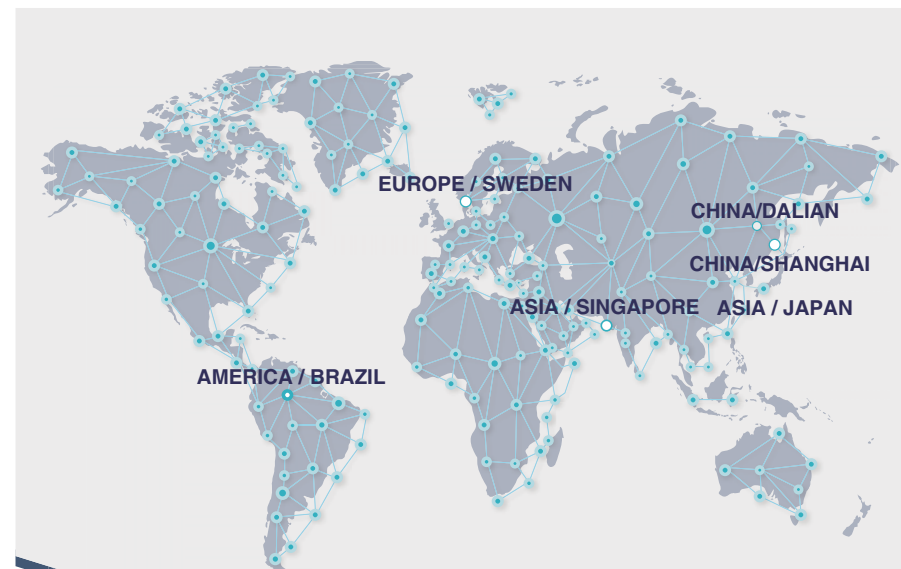 EUROPE / SWEDEN
CHINA/DALIAN
CHINA/SHANGHAI
ASIA / SINGAPORE
ASIA / JAPAN
AMERICA / BRAZIL